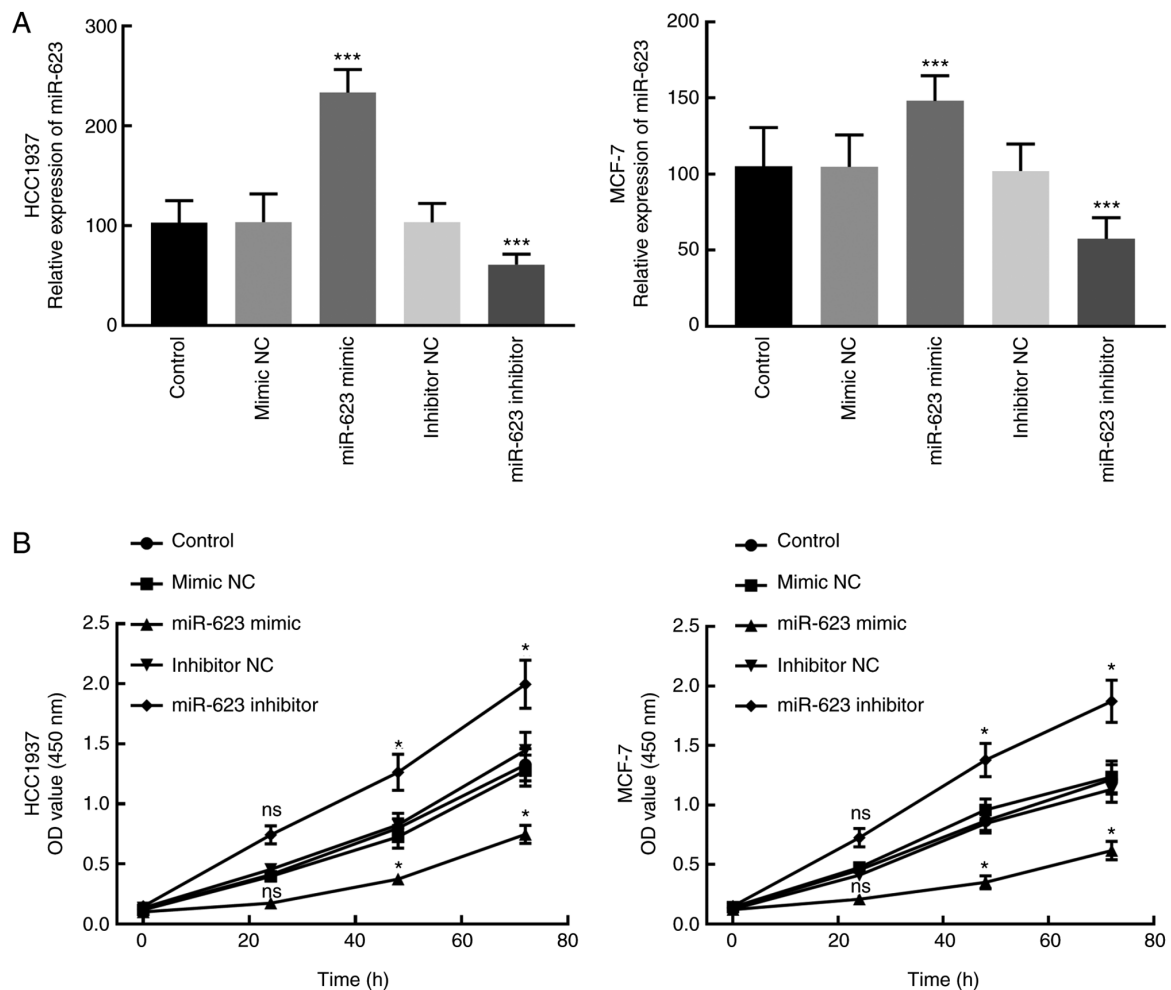 A
HCC1937
Relative expression of miR-623
300
200
100
0
***
***
Control
Mimic NC
miR-623 mimic
Inhibitor NC
miR-623 inhibitor
MCF-7
Relative expression of miR-623
200
150
100
50
0
***
***
Control
Mimic NC
miR-623 mimic
Inhibitor NC
miR-623 inhibitor
B
Control
Mimic NC
miR-623 mimic
Inhibitor NC
miR-623 inhibitor
HCC1937
OD value (450 nm)
2.5
2.0
1.5
1.0
0.5
0.0
ns
*
*
ns
*
*
0
20
40
60
80
Time (h)
Control
Mimic NC
miR-623 mimic
Inhibitor NC
miR-623 inhibitor
MCF-7
OD value (450 nm)
2.5
2.0
1.5
1.0
0.5
0.0
ns
*
*
ns
*
*
0
20
40
60
80
Time (h)